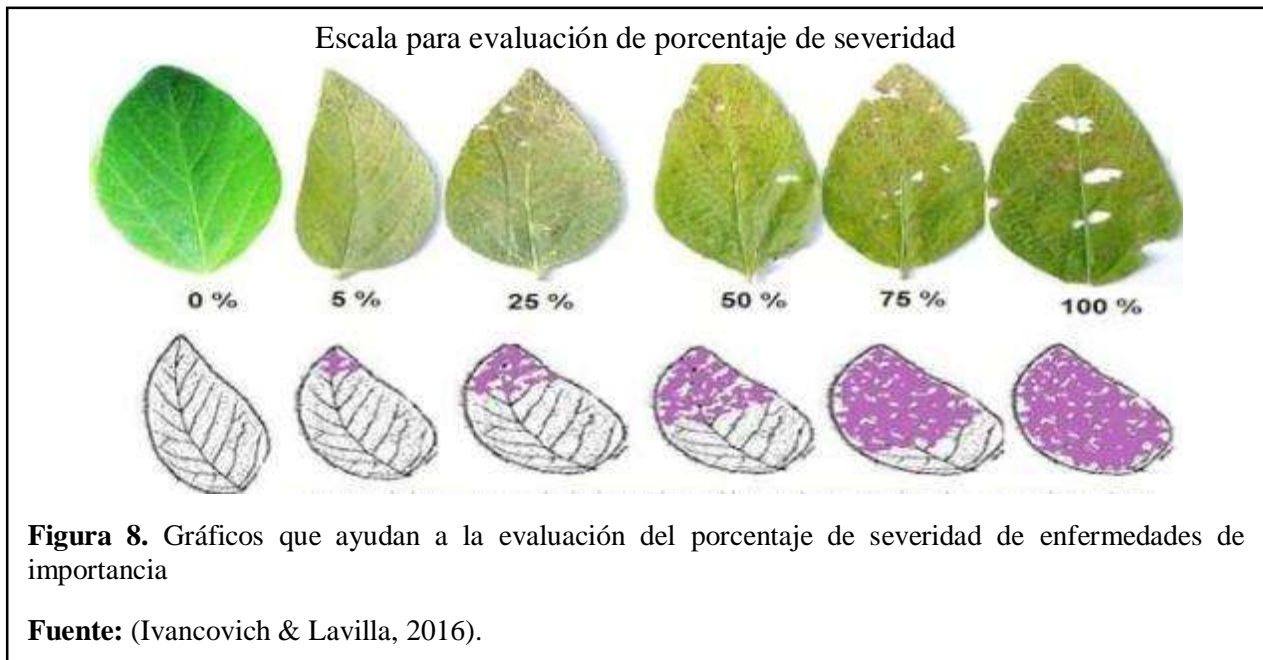 Escala para evaluación de porcentaje de severidad
0 % 5 % 25 % 50 % 75 % 100 %
Figura 8. Gráficos que ayudan a la evaluación del porcentaje de severidad de enfermedades de
importancia
Fuente: (Ivancovich & Lavilla, 2016).